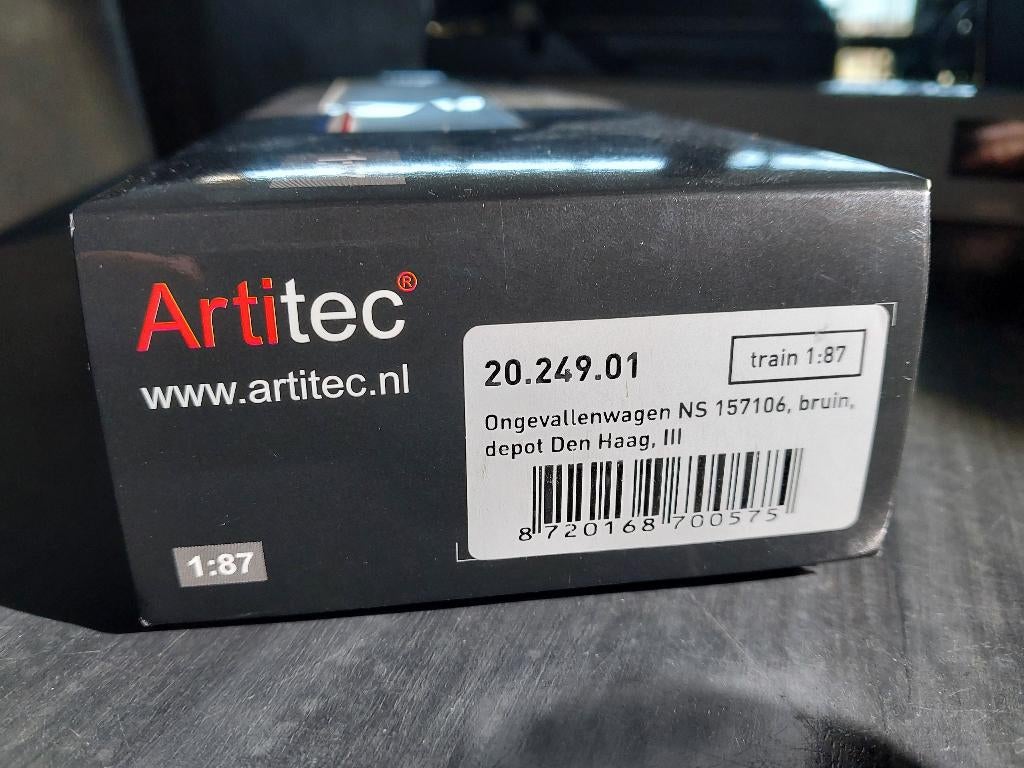 Artitec®
www.artitec.nl
1:87
20.249.01
train 1:87
Ongevallenwagen NS 157106, bruin,
depot Den Haag, III
8 720168 700575